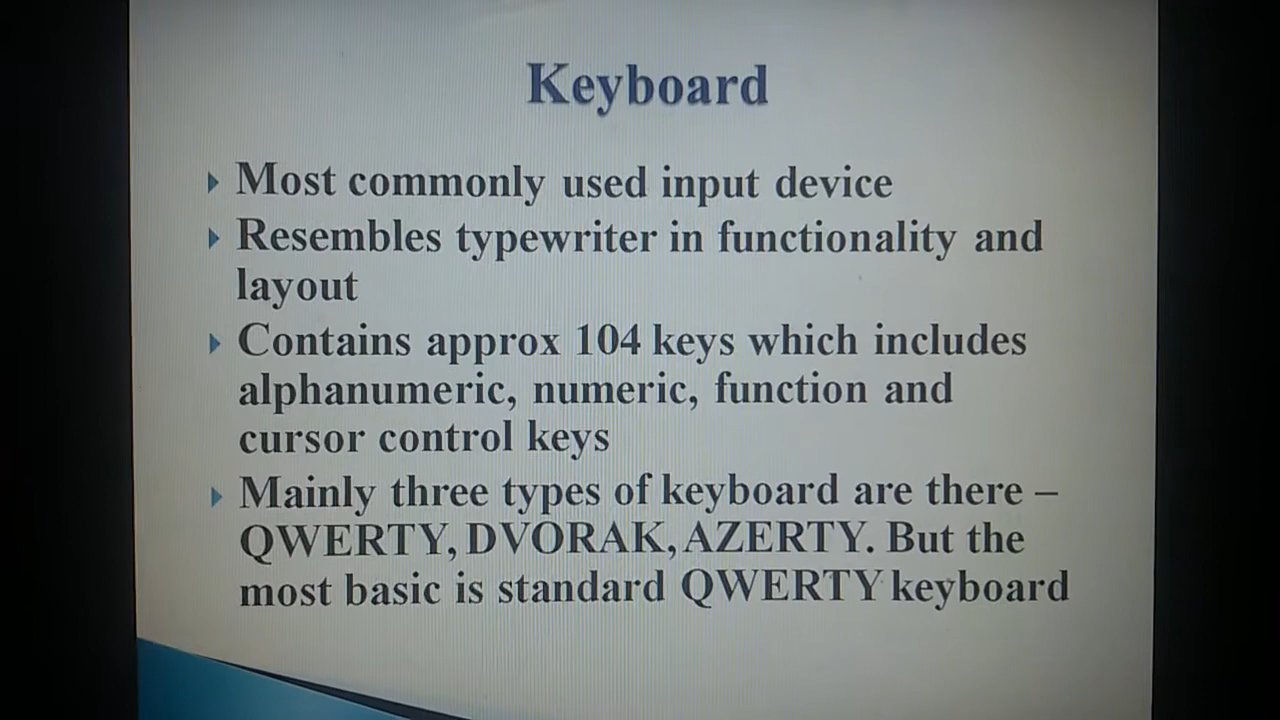 Keyboard
Most commonly used input device
Resembles typewriter in functionality and
layout
Contains approx 104 keys which includes
alphanumeric, numeric, function and
cursor control keys
Mainly three types of keyboard are there –
QWERTY, DVORAK, AZERTY. But the
most basic is standard QWERTY keyboard